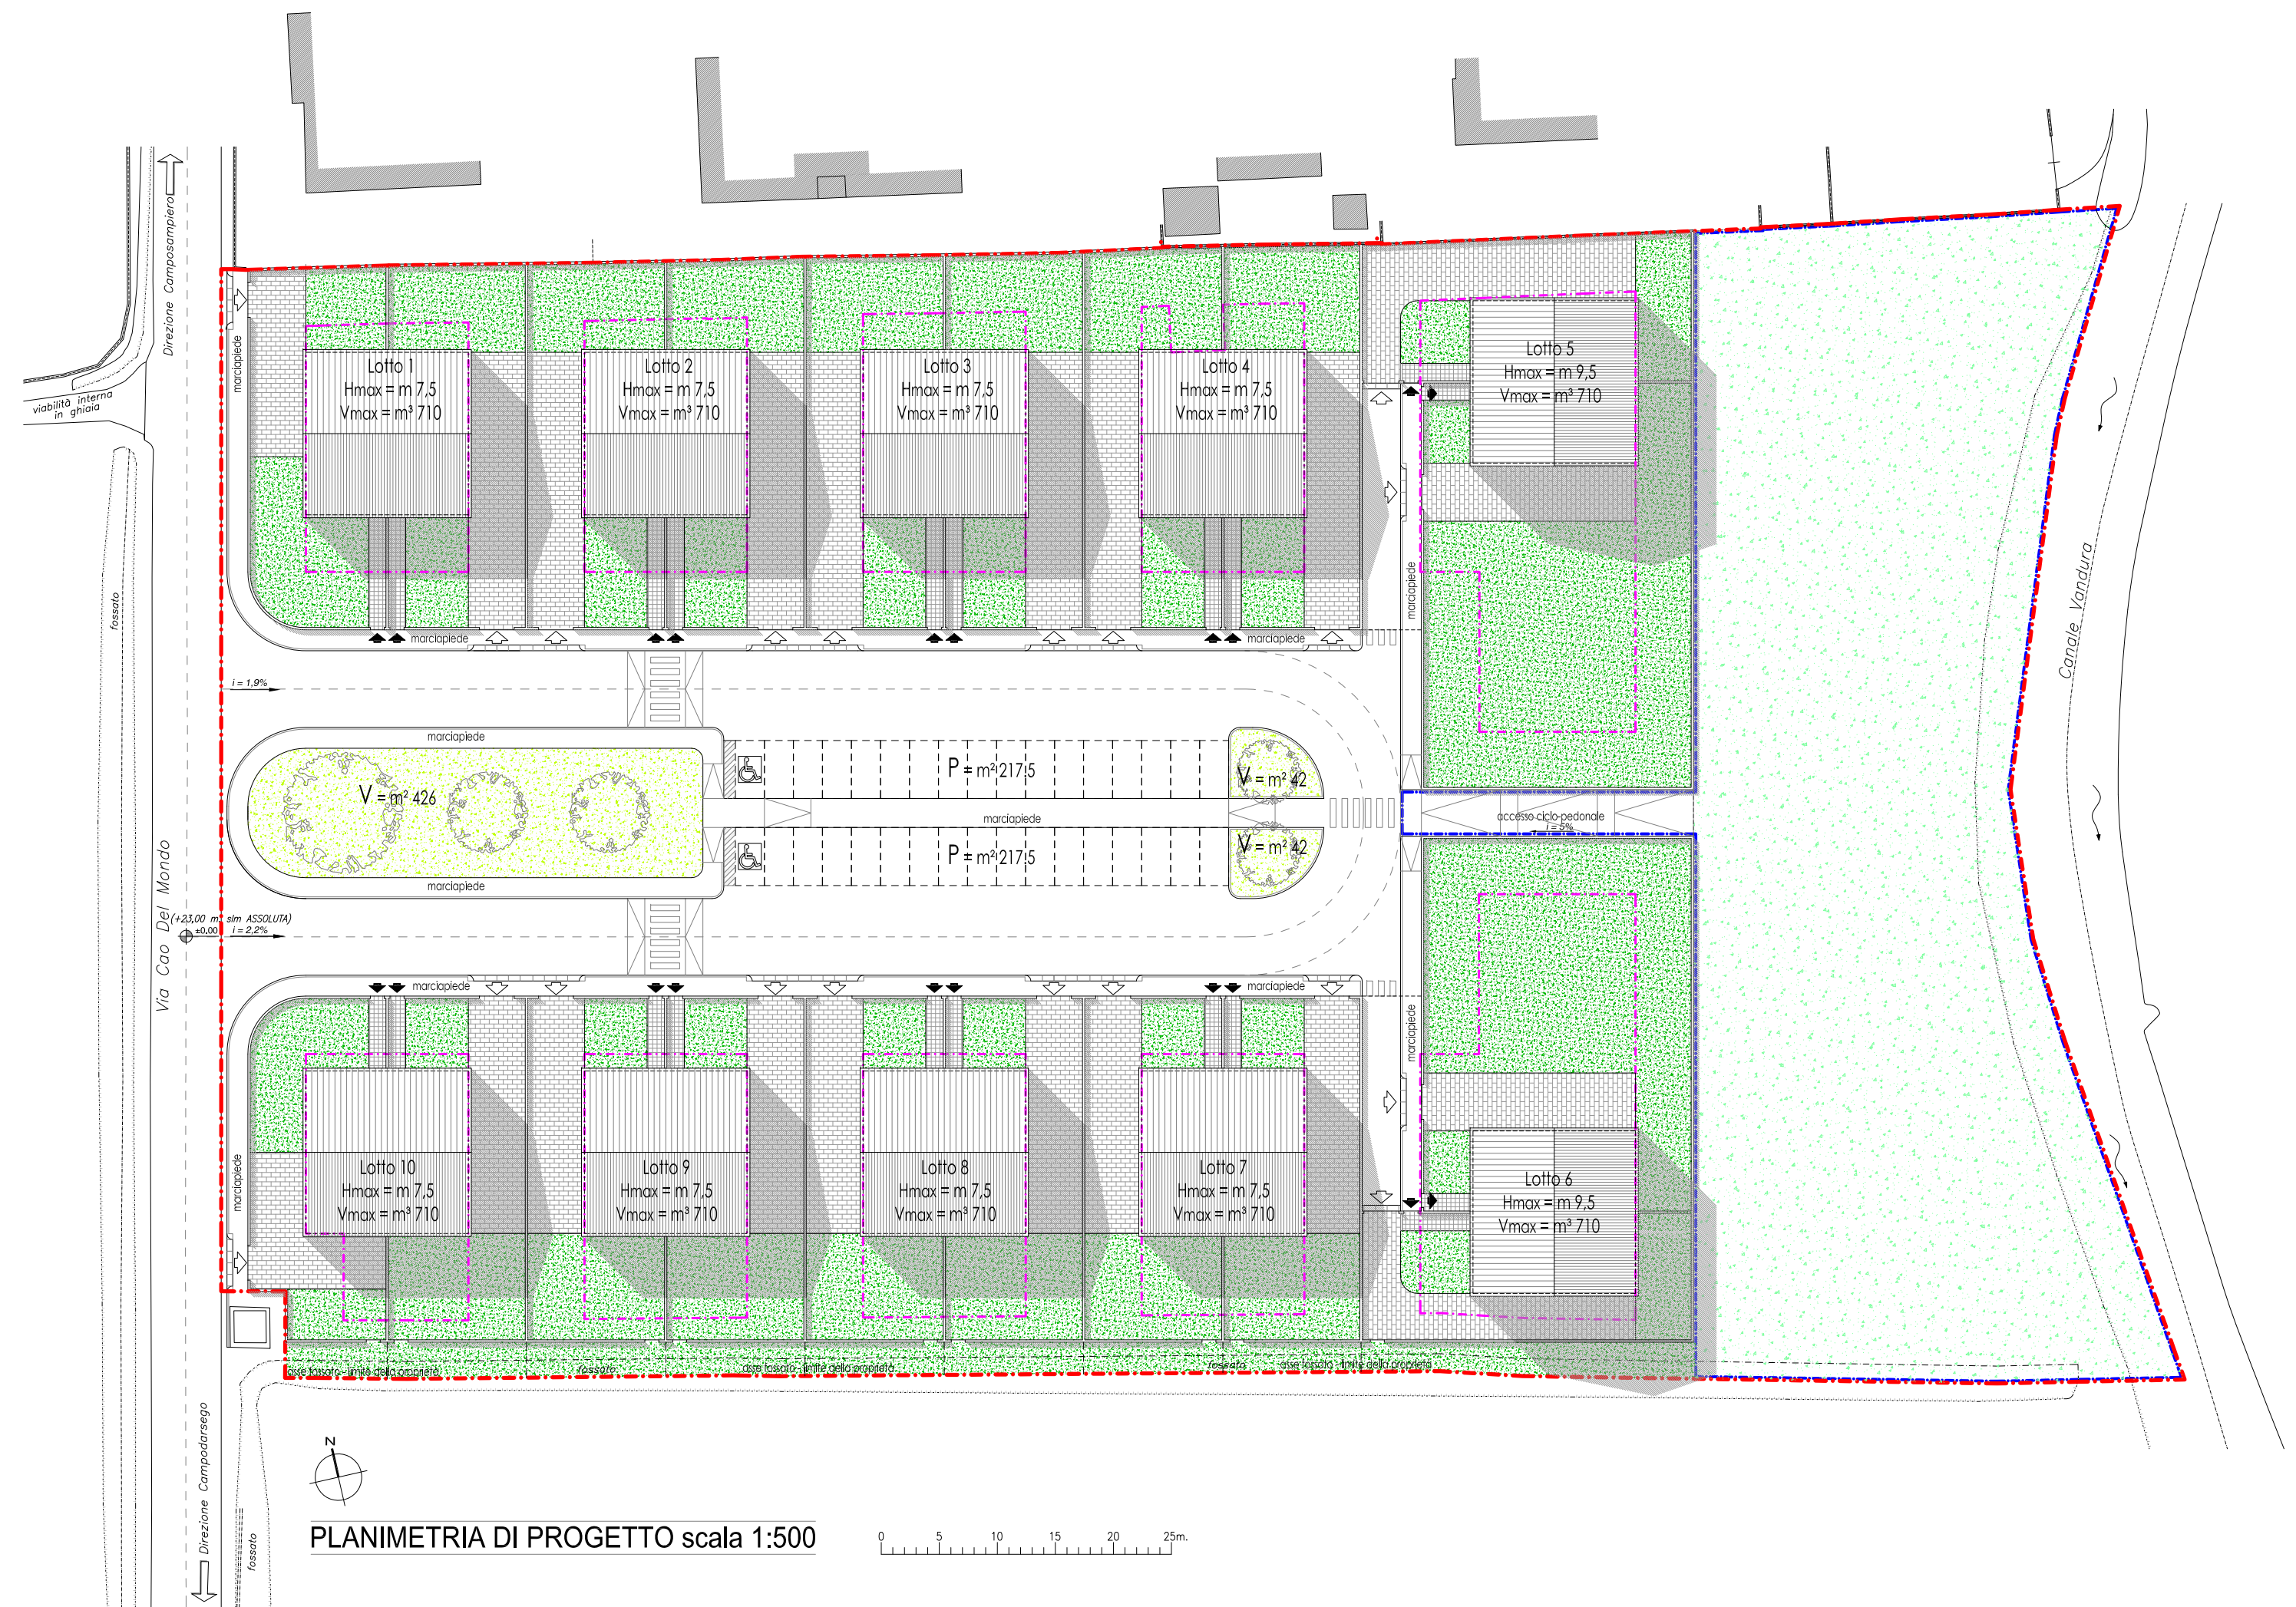 Direzione Camposampiero
viabilità interna
in ghiaia
fossato
marciapiede
Lotto 1
Hmax = m 7,5
Vmax = m³ 710
Lotto 2
Hmax = m 7,5
Vmax = m³ 710
Lotto 3
Hmax = m 7,5
Vmax = m³ 710
Lotto 4
Hmax = m 7,5
Vmax = m³ 710
Lotto 5
Hmax = m 9,5
Vmax = m³ 710
marciapiede
Canale Vandura
marciapiede
marciapiede
i = 1,9%
marciapiede
V = m² 426
P = m² 217,5
V = m² 42
marciapiede
accesso ciclo-pedonale
i = 5%
P = m² 217,5
V = m² 42
marciapiede
Via Cao Del Mondo
(+23,00 m. slm ASSOLUTA)
±0.00
i = 2,2%
marciapiede
marciapiede
marciapiede
marciapiede
Lotto 10
Hmax = m 7,5
Vmax = m³ 710
Lotto 9
Hmax = m 7,5
Vmax = m³ 710
Lotto 8
Hmax = m 7,5
Vmax = m³ 710
Lotto 7
Hmax = m 7,5
Vmax = m³ 710
Lotto 6
Hmax = m 9,5
Vmax = m³ 710
asse fossato - limite della proprietà
fossato
asse fossato - limite della proprietà
fossato
asse fossato - limite della proprietà
Direzione Campodarsego
fossato
N
PLANIMETRIA DI PROGETTO scala 1:500
0 5 10 15 20 25m.